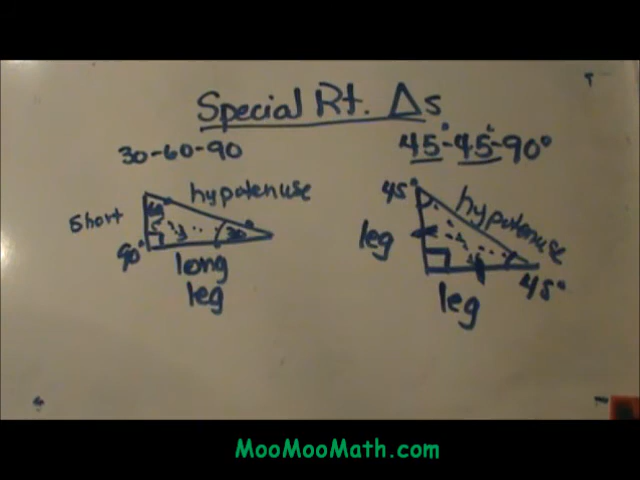 Special Rt. Δs
30-60-90
45°-45°-90°
hypotenuse
Short
60°
30°
90°
long
leg
45°
hypotenuse
leg
45°
leg
MooMooMath.com